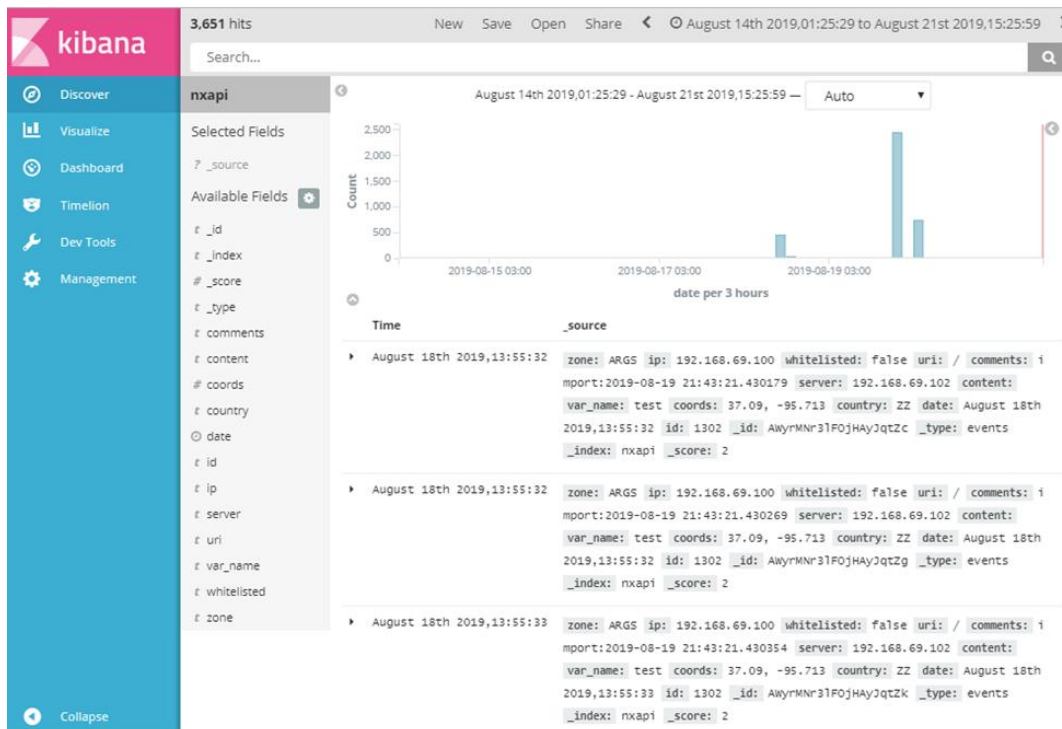 kibana
Discover
Visualize
Dashboard
Timelion
Dev Tools
Management
Collapse
3,651 hits
New Save Open Share August 14th 2019,01:25:29 to August 21st 2019,15:25:59
Search...
nxapi
Selected Fields
? _source
Available Fields
t _id
t _index
# _score
t _type
t comments
t content
# coords
t country
date
t id
t ip
t server
t uri
t var_name
t whitelisted
t zone
August 14th 2019,01:25:29 - August 21st 2019,15:25:59 — Auto
Count
2,500
2,000
1,500
1,000
500
0
2019-08-15 03:00 2019-08-17 03:00 2019-08-19 03:00
date per 3 hours
Time _source
August 18th 2019,13:55:32 zone: ARGS ip: 192.168.69.100 whitelisted: false uri: / comments: i
mport:2019-08-19 21:43:21.430179 server: 192.168.69.102 content:
var_name: test coords: 37.09, -95.713 country: ZZ date: August 18th
2019,13:55:32 id: 1302 _id: AWyrMNr3lFOjHAyJqtZc _type: events
_index: nxapi _score: 2
August 18th 2019,13:55:32 zone: ARGS ip: 192.168.69.100 whitelisted: false uri: / comments: i
mport:2019-08-19 21:43:21.430269 server: 192.168.69.102 content:
var_name: test coords: 37.09, -95.713 country: ZZ date: August 18th
2019,13:55:32 id: 1302 _id: AWyrMNr3lFOjHAyJqtZg _type: events
_index: nxapi _score: 2
August 18th 2019,13:55:33 zone: ARGS ip: 192.168.69.100 whitelisted: false uri: / comments: i
mport:2019-08-19 21:43:21.430354 server: 192.168.69.102 content:
var_name: test coords: 37.09, -95.713 country: ZZ date: August 18th
2019,13:55:33 id: 1302 _id: AWyrMNr3lFOjHAyJqtZk _type: events
_index: nxapi _score: 2